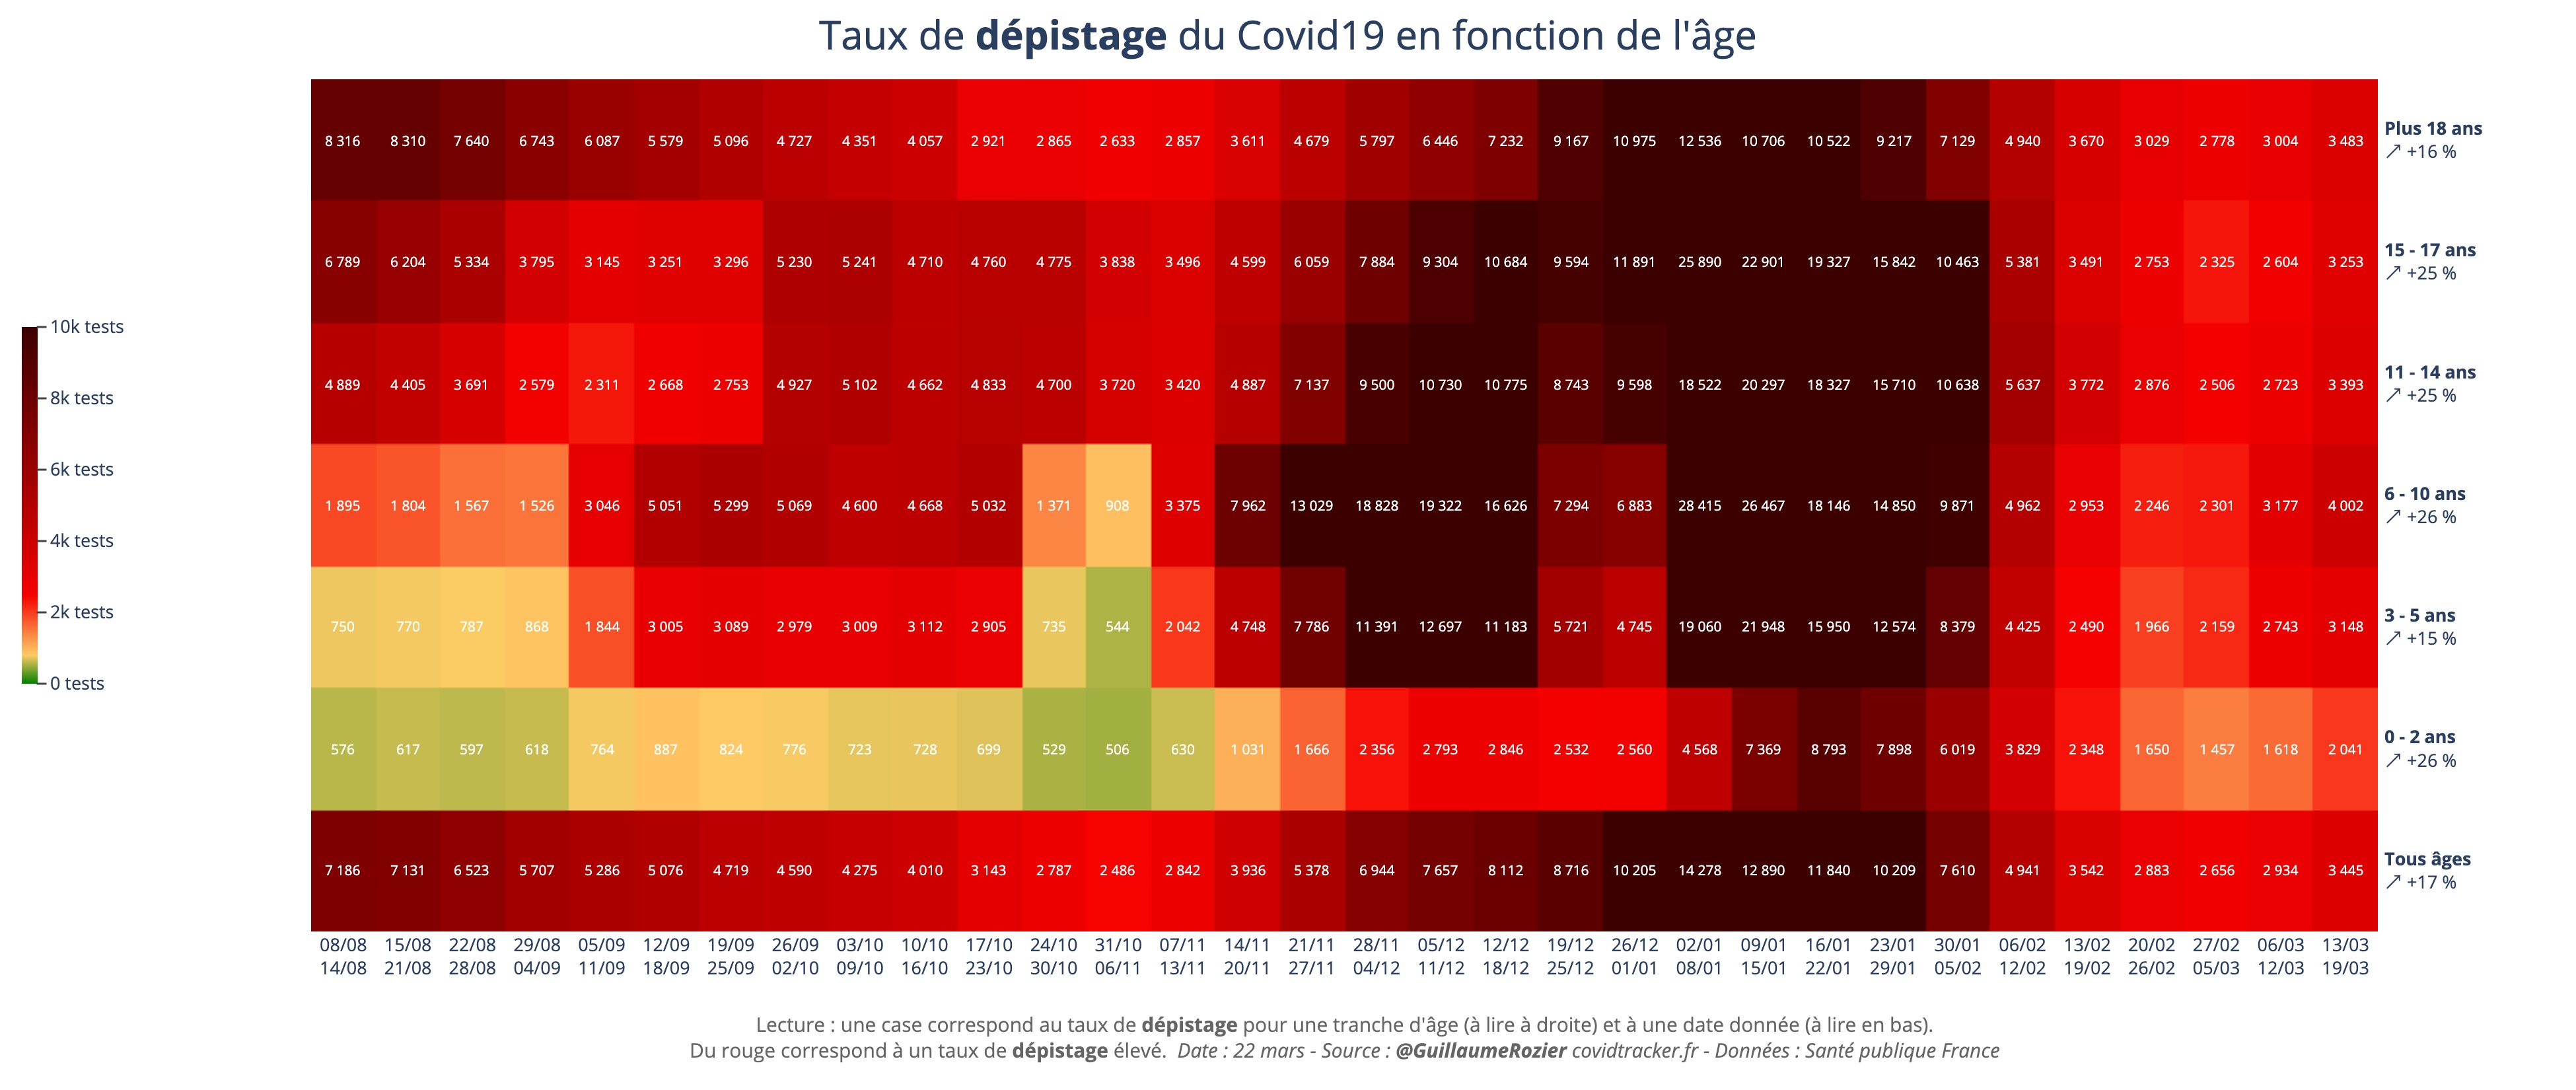 Taux de dépistage du Covid19 en fonction de l'âge
8 316 8 310 7 640 6 743 6 087 5 579 5 096 4 727 4 351 4 057 2 921 2 865 2 633 2 857 3 611 4 679 5 797 6 446 7 232 9 167 10 975 12 536 10 706 10 522 9 217 7 129 4 940 3 670 3 029 2 778 3 004 3 483
Plus 18 ans
↗ +16 %
6 789 6 204 5 334 3 795 3 145 3 251 3 296 5 230 5 241 4 710 4 760 4 775 3 838 3 496 4 599 6 059 7 884 9 304 10 684 9 594 11 891 25 890 22 901 19 327 15 842 10 463 5 381 3 491 2 753 2 325 2 604 3 253
15 - 17 ans
↗ +25 %
4 889 4 405 3 691 2 579 2 311 2 668 2 753 4 927 5 102 4 662 4 833 4 700 3 720 3 420 4 887 7 137 9 500 10 730 10 775 8 743 9 598 18 522 20 297 18 327 15 710 10 638 5 637 3 772 2 876 2 506 2 723 3 393
11 - 14 ans
↗ +25 %
1 895 1 804 1 567 1 526 3 046 5 051 5 299 5 069 4 600 4 668 5 032 1 371 908 3 375 7 962 13 029 18 828 19 322 16 626 7 294 6 883 28 415 26 467 18 146 14 850 9 871 4 962 2 953 2 246 2 301 3 177 4 002
6 - 10 ans
↗ +26 %
750 770 787 868 1 844 3 005 3 089 2 979 3 009 3 112 2 905 735 544 2 042 4 748 7 786 11 391 12 697 11 183 5 721 4 745 19 060 21 948 15 950 12 574 8 379 4 425 2 490 1 966 2 159 2 743 3 148
3 - 5 ans
↗ +15 %
576 617 597 618 764 887 824 776 723 728 699 529 506 630 1 031 1 666 2 356 2 793 2 846 2 532 2 560 4 568 7 369 8 793 7 898 6 019 3 829 2 348 1 650 1 457 1 618 2 041
0 - 2 ans
↗ +26 %
7 186 7 131 6 523 5 707 5 286 5 076 4 719 4 590 4 275 4 010 3 143 2 787 2 486 2 842 3 936 5 378 6 944 7 657 8 112 8 716 10 205 14 278 12 890 11 840 10 209 7 610 4 941 3 542 2 883 2 656 2 934 3 445
Tous âges
↗ +17 %
10k tests
8k tests
6k tests
4k tests
2k tests
0 tests
08/08 15/08 22/08 29/08 05/09 12/09 19/09 26/09 03/10 10/10 17/10 24/10 31/10 07/11 14/11 21/11 28/11 05/12 12/12 19/12 26/12 02/01 09/01 16/01 23/01 30/01 06/02 13/02 20/02 27/02 06/03 13/03
14/08 21/08 28/08 04/09 11/09 18/09 25/09 02/10 09/10 16/10 23/10 30/10 06/11 13/11 20/11 27/11 04/12 11/12 18/12 25/12 01/01 08/01 15/01 22/01 29/01 05/02 12/02 19/02 26/02 05/03 12/03 19/03
Lecture : une case correspond au taux de dépistage pour une tranche d'âge (à lire à droite) et à une date donnée (à lire en bas).
Du rouge correspond à un taux de dépistage élevé. Date : 22 mars - Source : @GuillaumeRozier covidtracker.fr - Données : Santé publique France